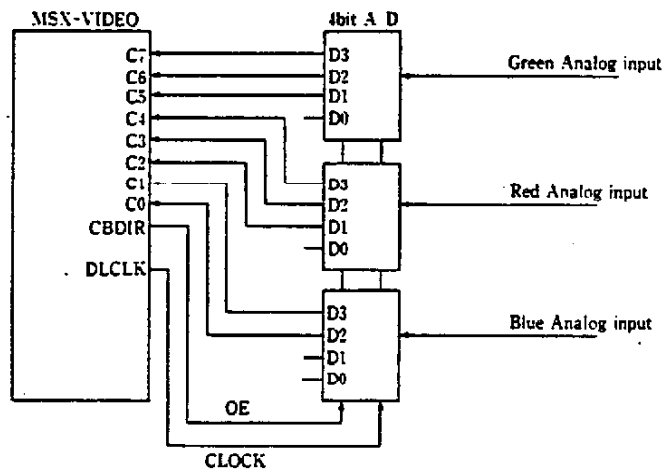 MSX-VIDEO
4bit A D
C7
C6
C5
C4
C3
C2
C1
C0
CBDIR
DLCLK
D3
D2
D1
D0
Green Analog input
D3
D2
D1
D0
Red Analog input
D3
D2
D1
D0
Blue Analog input
OE
CLOCK